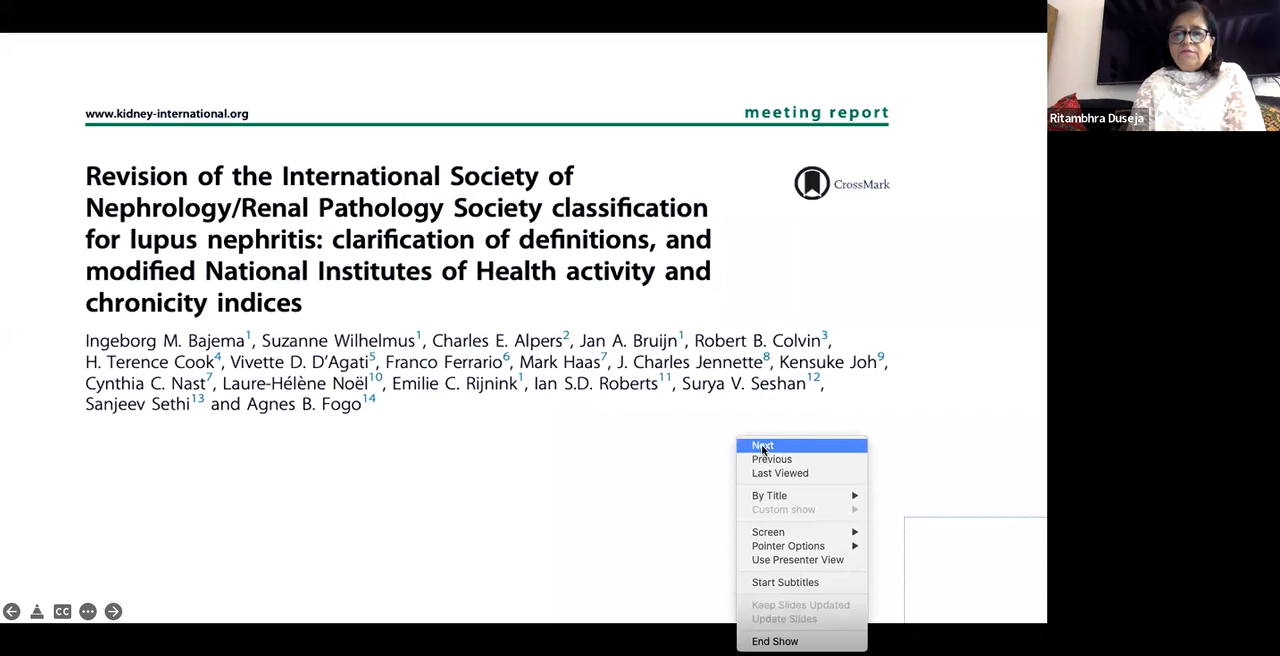 www.kidney-international.org
meeting report
Revision of the International Society of
Nephrology/Renal Pathology Society classification
for lupus nephritis: clarification of definitions, and
modified National Institutes of Health activity and
chronicity indices
CrossMark
Ingeborg M. Bajema1, Suzanne Wilhelmus1, Charles E. Alpers2, Jan A. Bruijn1, Robert B. Colvin3,
H. Terence Cook4, Vivette D. D’Agati5, Franco Ferrario6, Mark Haas7, J. Charles Jennette8, Kensuke Joh9,
Cynthia C. Nast7, Laure-Hélène Noël10, Emilie C. Rijnink1, Ian S.D. Roberts11, Surya V. Seshan12,
Sanjeev Sethi13 and Agnes B. Fogo14
Next
Previous
Last Viewed
By Title
Custom show
Screen
Pointer Options
Use Presenter View
Start Subtitles
Keep Slides Updated
Update Slides
End Show
CC
Ritambhra Duseja